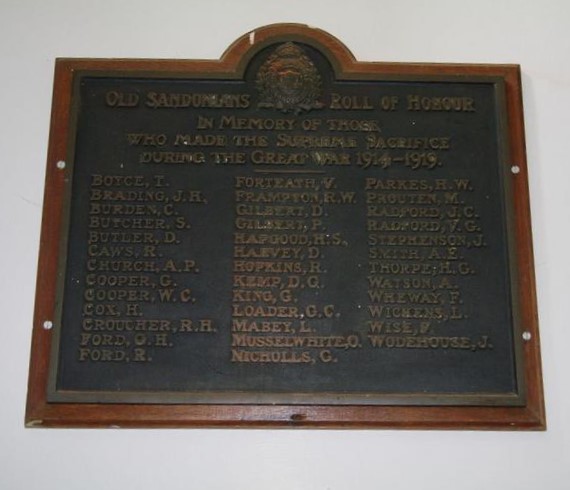 OLD SANDONIANS ROLL OF HONOUR
IN MEMORY OF THOSE
WHO MADE THE SUPREME SACRIFICE
DURING THE GREAT WAR 1914-1919.
BOYCE, T.
BRADING, J.H.
BURDEN, C.
BUTCHER, S.
BUTLER, D.
CAWS, R.
CHURCH, A.P.
COOPER, G.
COOPER, W.C.
COX, H.
CROUCHER, R.H.
FORD, O.H.
FORD, R.
FORTEATH, V.
FRAMPTON, R.W.
GILBERT, D.
GILBERT, P.
HAPGOOD, H.S.
HARVEY, D.
HOPKINS, R.
KEMP, D.G.
KING, G.
LOADER, G.C.
MABEY, L.
MUSSELWHITE, O.
NICHOLLS, G.
PARKES, H.W.
PROUTEN, M.
RADFORD, J.C.
RADFORD, V.G.
STEPHENSON, J.
SMITH, A.E.
THORPE, H.G.
WATSON, A.
WHEWAY, F.
WICKENS, L.
WISE, F.
WODEHOUSE, J.